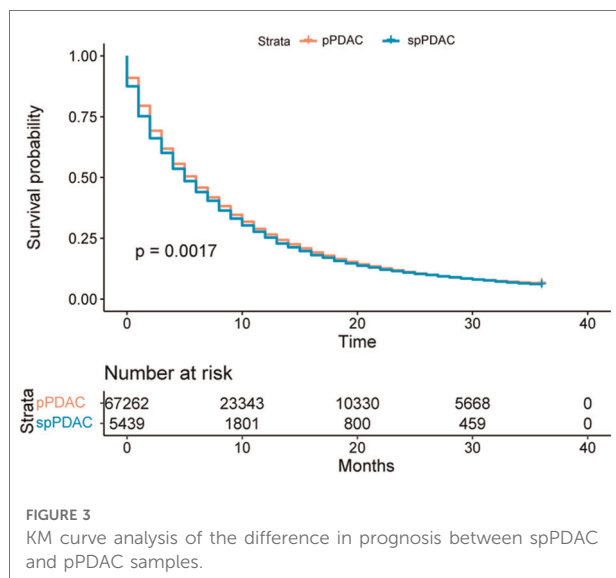 Strata pPDAC spPDAC
1.00
0.75
0.50
0.25
0.00
Survival probability
p = 0.0017
0 10 20 30 40
Time
Number at risk
Strata
pPDAC 67262 23343 10330 5668 0
spPDAC 5439 1801 800 459 0
0 10 20 30 40
Months
FIGURE 3
KM curve analysis of the difference in prognosis between spPDAC
and pPDAC samples.